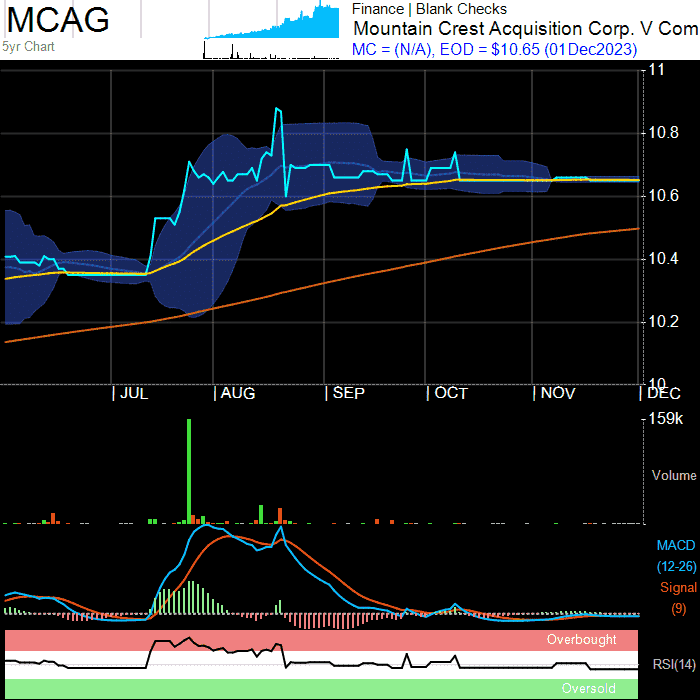 MCAG
5yr Chart
Finance | Blank Checks
Mountain Crest Acquisition Corp. V Com
MC = (N/A), EOD = $10.65 (01Dec2023)
11
10.8
10.6
10.4
10.2
10
JUL AUG SEP OCT NOV DEC
159k
Volume
MACD
(12-26)
Signal
(9)
Overbought
RSI(14)
Oversold